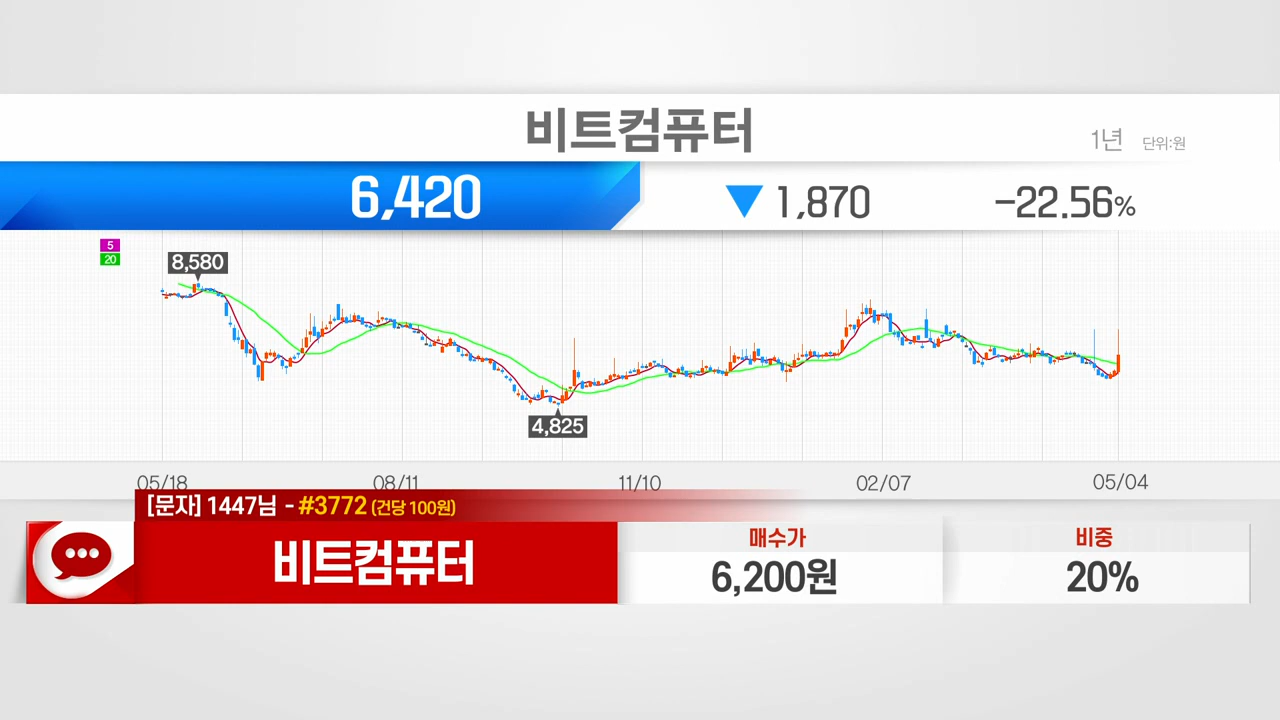 비트컴퓨터
1년 단위:원
6,420 ▼ 1,870 -22.56%
5
20
8,580
4,825
05/18 08/11 11/10 02/07 05/04
[문자] 1447님 - #3772 (건당 100원)
비트컴퓨터
매수가 비중
6,200원 20%